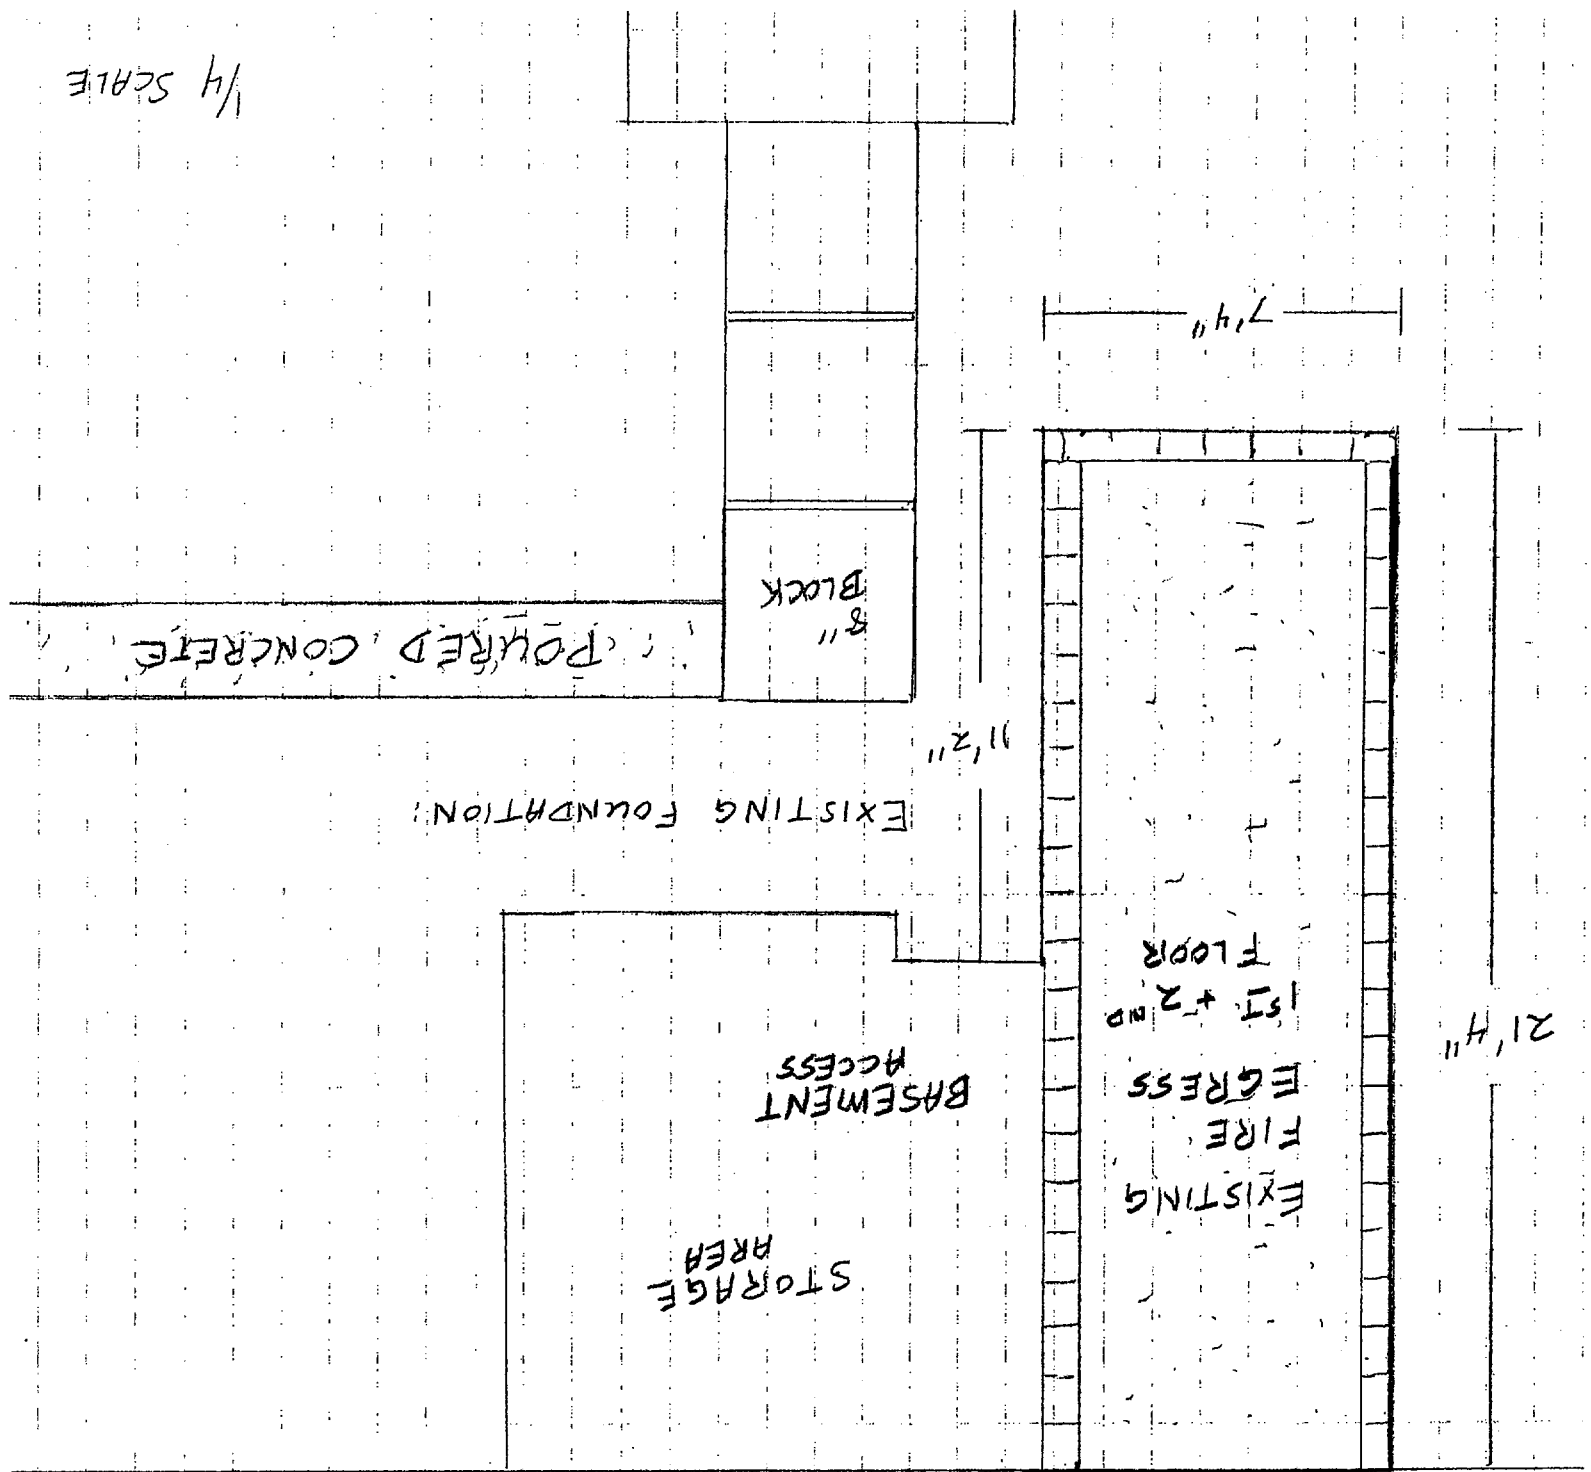 21'4"
EXISTING
FIRE
EGRESS
1ST + 2ND
FLOOR
STORAGE
AREA
BASEMENT
ACCESS
11'2"
EXISTING FOUNDATION:
8"
BLOCK
POURED CONCRETE
7'4"
1/4 SCALE